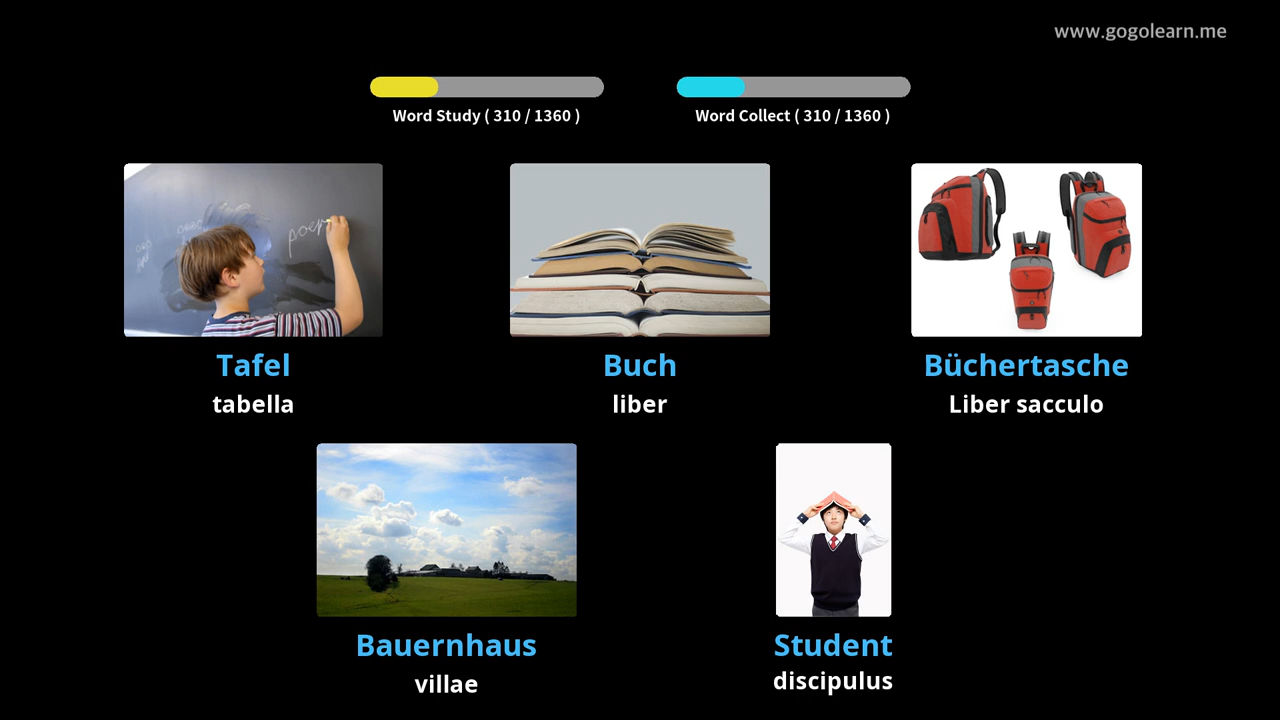 www.gogolearn.me
Word Study ( 310 / 1360 )
Word Collect ( 310 / 1360 )
poem
Tafel
tabella
Buch
liber
Büchertasche
Liber sacculo
Bauernhaus
villae
Student
discipulus